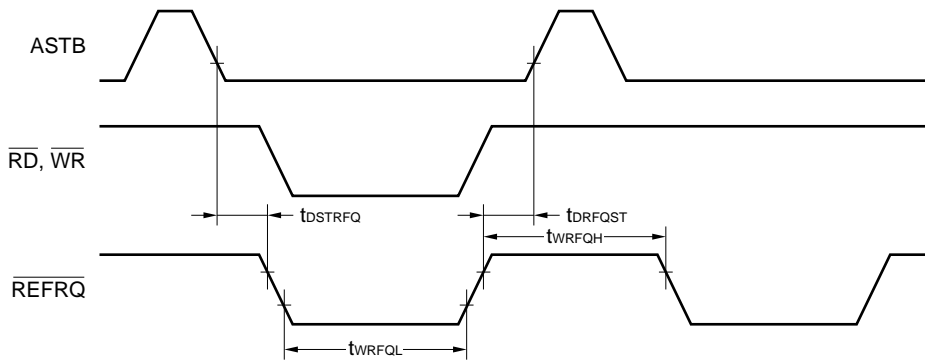 ASTB
RD, WR
tDSTRFQ
tDRFQST
tWRFQH
REFRQ
tWRFQL